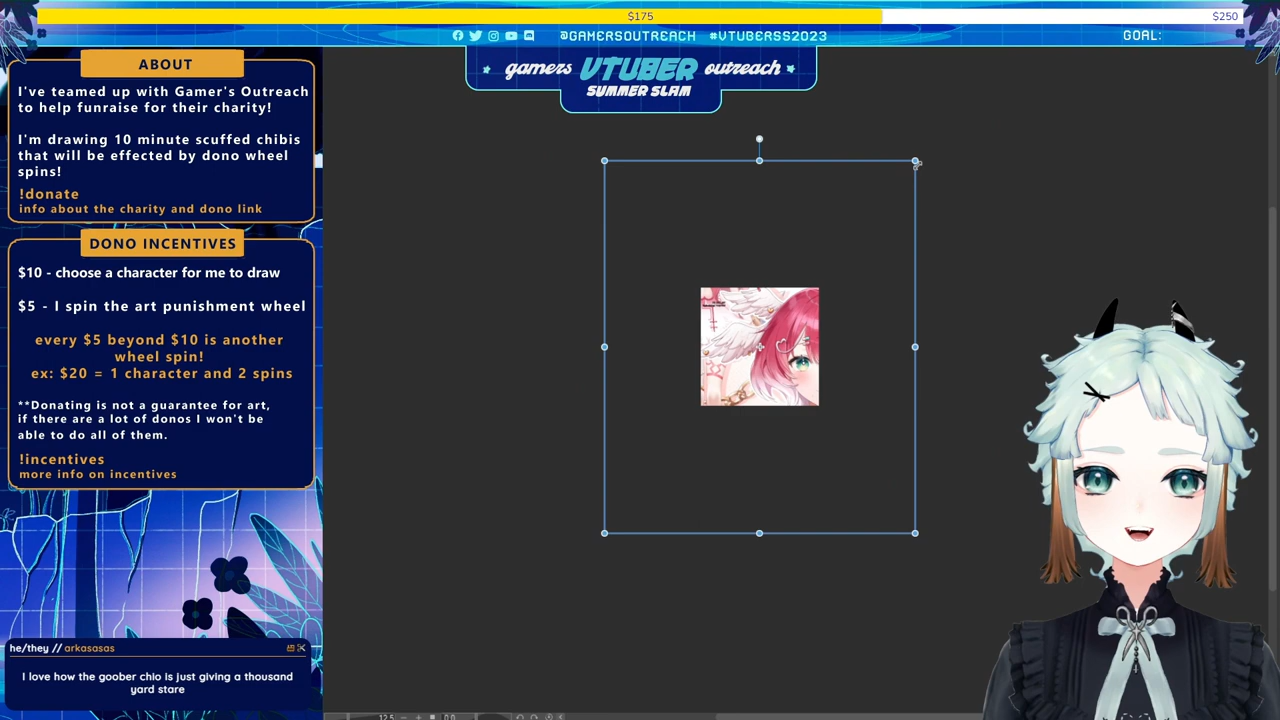 $175
$250
@GAMERSOUTREACH #VTUBERSS2023
GOAL:
gamers VTUBER outreach
SUMMER SLAM
ABOUT
I've teamed up with Gamer's Outreach
to help funraise for their charity!
I'm drawing 10 minute scuffed chibis
that will be effected by dono wheel
spins!
!donate
info about the charity and dono link
DONO INCENTIVES
$10 - choose a character for me to draw
$5 - I spin the art punishment wheel
every $5 beyond $10 is another
wheel spin!
ex: $20 = 1 character and 2 spins
**Donating is not a guarantee for art,
if there are a lot of donos I won't be
able to do all of them.
!incentives
more info on incentives
he/they // arkasasas
I love how the goober chio is just giving a thousand
yard stare
12.5
0.0